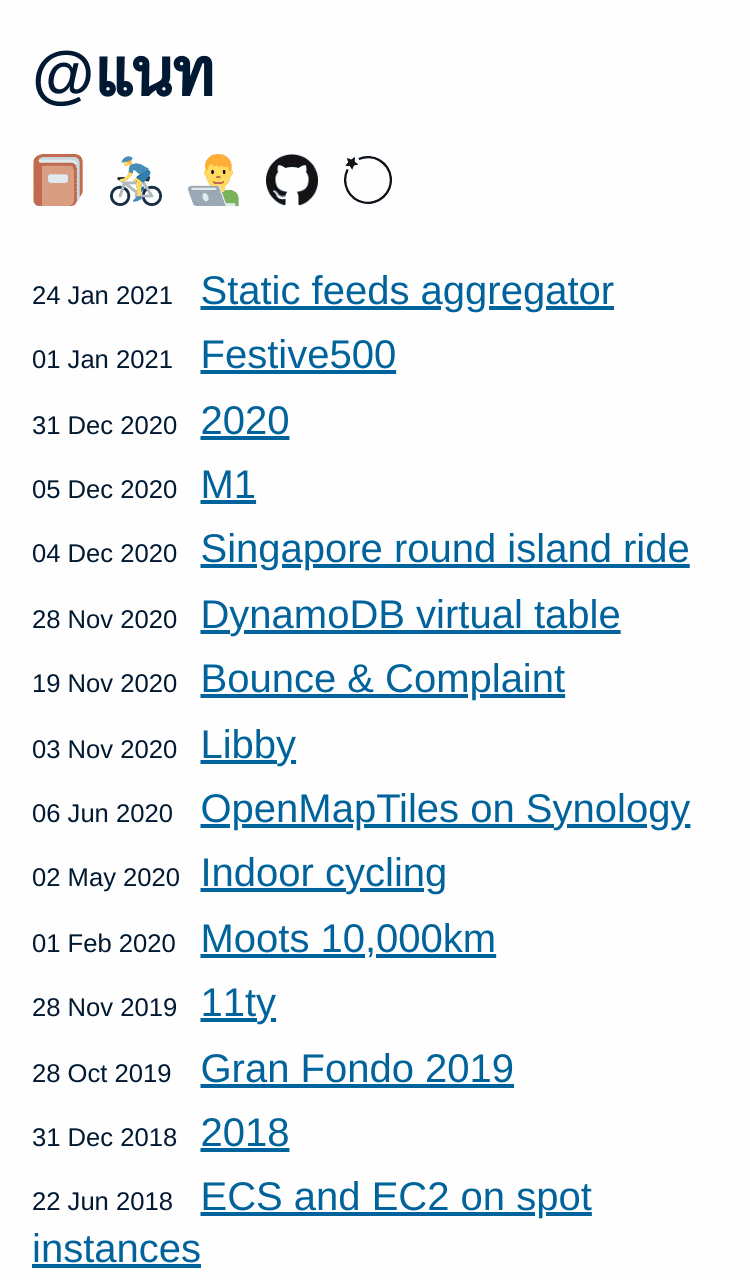 @แนท
24 Jan 2021 Static feeds aggregator
01 Jan 2021 Festive500
31 Dec 2020 2020
05 Dec 2020 M1
04 Dec 2020 Singapore round island ride
28 Nov 2020 DynamoDB virtual table
19 Nov 2020 Bounce & Complaint
03 Nov 2020 Libby
06 Jun 2020 OpenMapTiles on Synology
02 May 2020 Indoor cycling
01 Feb 2020 Moots 10,000km
28 Nov 2019 11ty
28 Oct 2019 Gran Fondo 2019
31 Dec 2018 2018
22 Jun 2018 ECS and EC2 on spot
instances